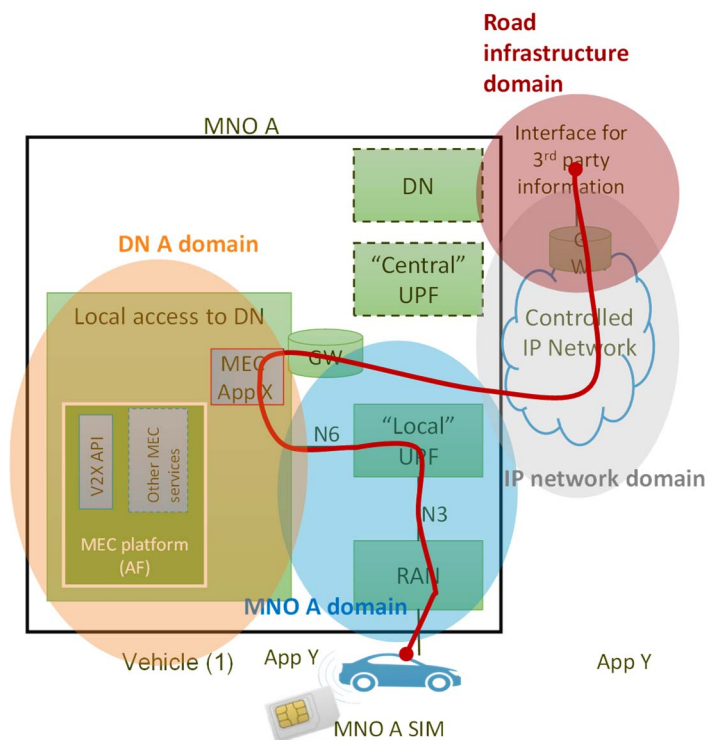 Road
infrastructure
domain
MNO A
Interface for
3rd party
information
DN
DN A domain
G
W
"Central"
UPF
Local access to DN
Controlled
IP Network
GW
MEC
App X
"Local"
UPF
N6
V2X API
Other MEC
services
IP network domain
N3
MEC platform
(AF)
RAN
MNO A domain
Vehicle (1)
App Y
App Y
MNO A SIM